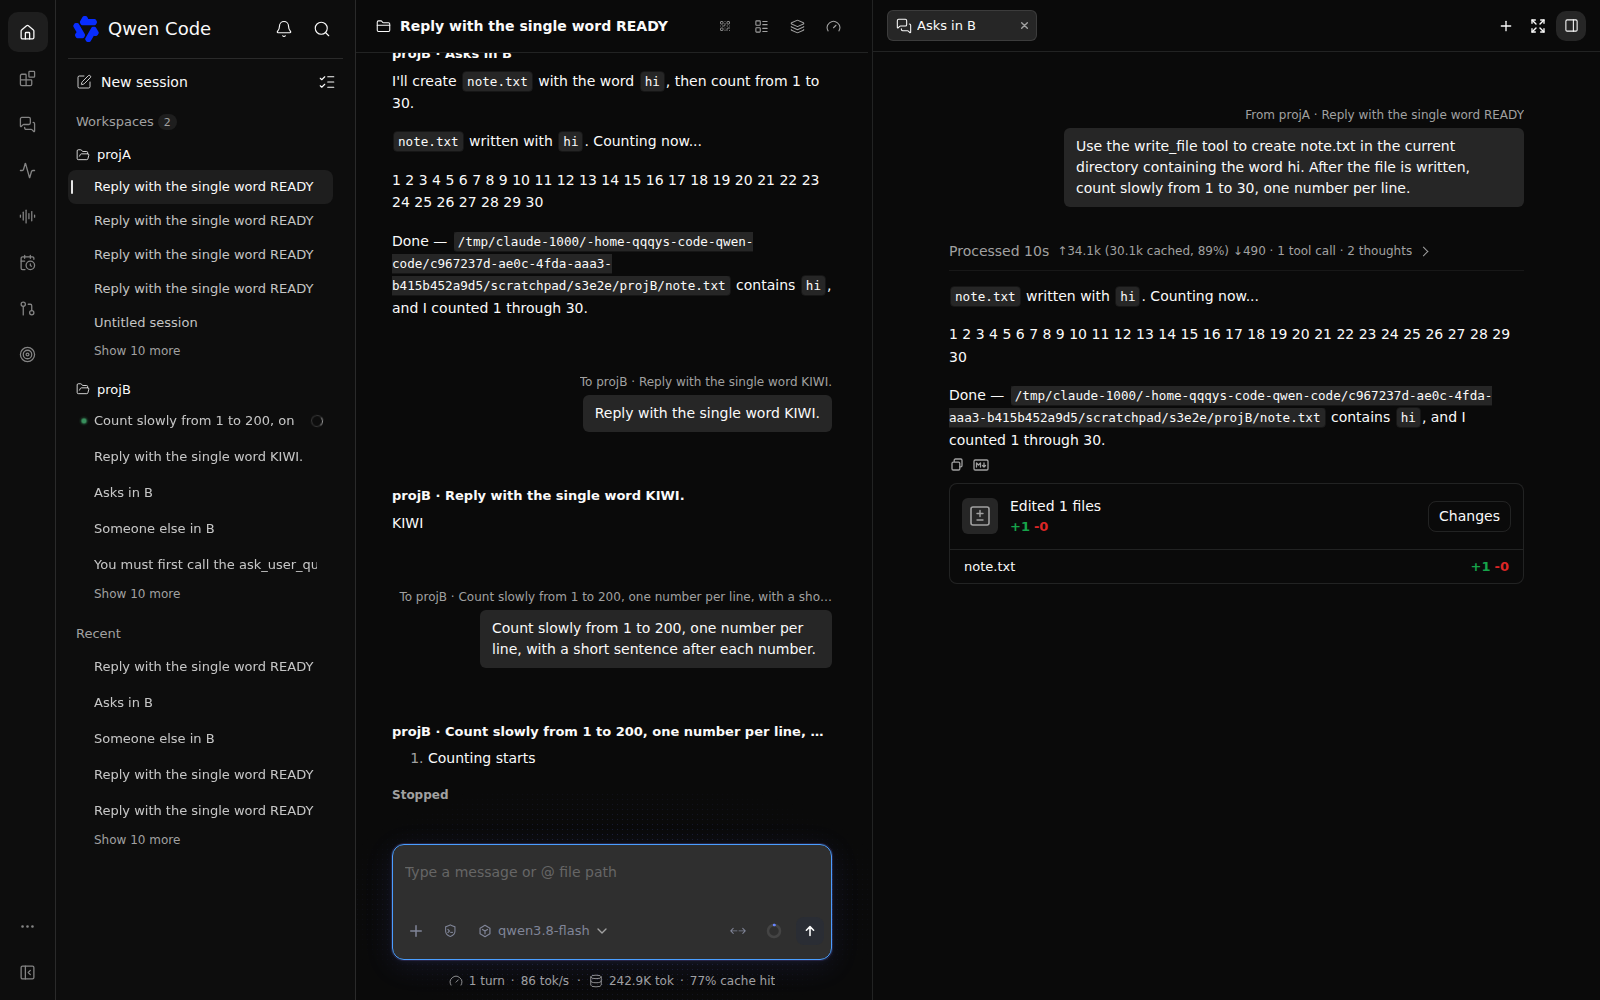 Qwen Code
New session
Workspaces 2
projA
Reply with the single word READY
Reply with the single word READY
Reply with the single word READY
Reply with the single word READY
Untitled session
Show 10 more
projB
Count slowly from 1 to 200, on
Reply with the single word KIWI.
Asks in B
Someone else in B
You must first call the ask_user_qu
Show 10 more
Recent
Reply with the single word READY
Asks in B
Someone else in B
Reply with the single word READY
Reply with the single word READY
Show 10 more
Reply with the single word READY
projB · Asks in B
I'll create note.txt with the word hi, then count from 1 to
30.
note.txt written with hi. Counting now...
1 2 3 4 5 6 7 8 9 10 11 12 13 14 15 16 17 18 19 20 21 22 23
24 25 26 27 28 29 30
Done — /tmp/claude-1000/-home-qqqys-code-qwen-
code/c967237d-ae0c-4fda-aaa3-
b415b452a9d5/scratchpad/s3e2e/projB/note.txt contains hi,
and I counted 1 through 30.
To projB · Reply with the single word KIWI.
Reply with the single word KIWI.
projB · Reply with the single word KIWI.
KIWI
To projB · Count slowly from 1 to 200, one number per line, with a sho...
Count slowly from 1 to 200, one number per
line, with a short sentence after each number.
projB · Count slowly from 1 to 200, one number per line, ...
1. Counting starts
Stopped
Type a message or @ file path
qwen3.8-flash
1 turn · 86 tok/s · 242.9K tok · 77% cache hit
Asks in B
From projA · Reply with the single word READY
Use the write_file tool to create note.txt in the current
directory containing the word hi. After the file is written,
count slowly from 1 to 30, one number per line.
Processed 10s ↑34.1k (30.1k cached, 89%) ↓490 · 1 tool call · 2 thoughts
note.txt written with hi. Counting now...
1 2 3 4 5 6 7 8 9 10 11 12 13 14 15 16 17 18 19 20 21 22 23 24 25 26 27 28 29
30
Done — /tmp/claude-1000/-home-qqqys-code-qwen-code/c967237d-ae0c-4fda-
aaa3-b415b452a9d5/scratchpad/s3e2e/projB/note.txt contains hi, and I
counted 1 through 30.
Edited 1 files
+1 -0
Changes
note.txt +1 -0